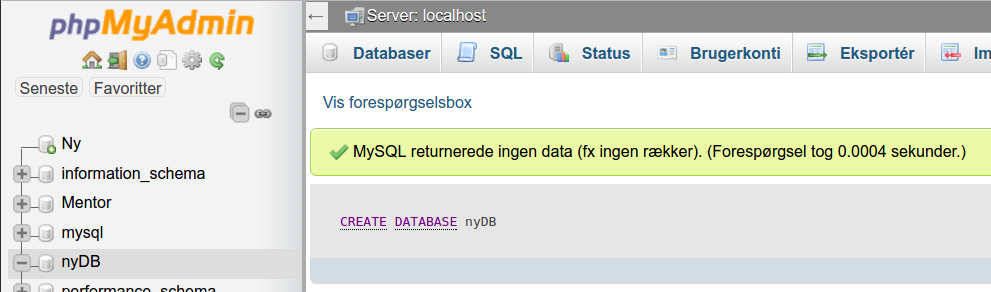 phpMyAdmin
Seneste Favoritter
Ny
information_schema
Mentor
mysql
nyDB
performance_schema
← Server: localhost
Databaser SQL Status Brugerkonti Eksportér Im
Vis forespørgselsbox
MySQL returnerede ingen data (fx ingen rækker). (Forespørgsel tog 0.0004 sekunder.)
CREATE DATABASE nyDB